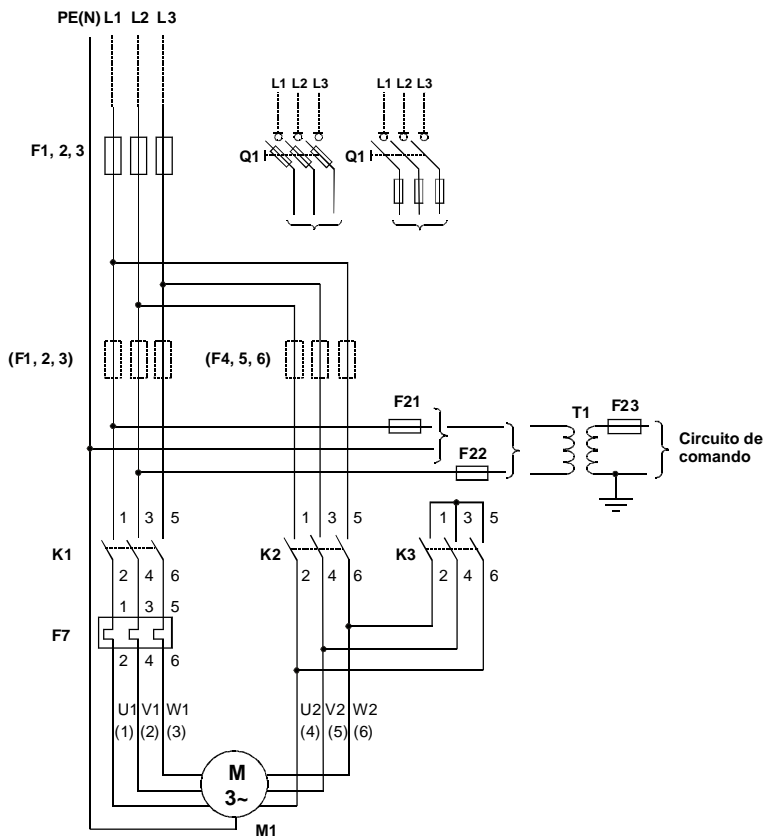 PE(N) L1 L2 L3
F1, 2, 3
L1 L2 L3
Q1
L1 L2 L3
Q1
(F1, 2, 3)
(F4, 5, 6)
F21
F22
T1
F23
Circuito de
comando
1 3 5
K1
2 4 6
1 3 5
K2
2 4 6
1 3 5
K3
2 4 6
1 3 5
F7
2 4 6
U1 V1 W1
(1) (2) (3)
U2 V2 W2
(4) (5) (6)
M
3~
M1